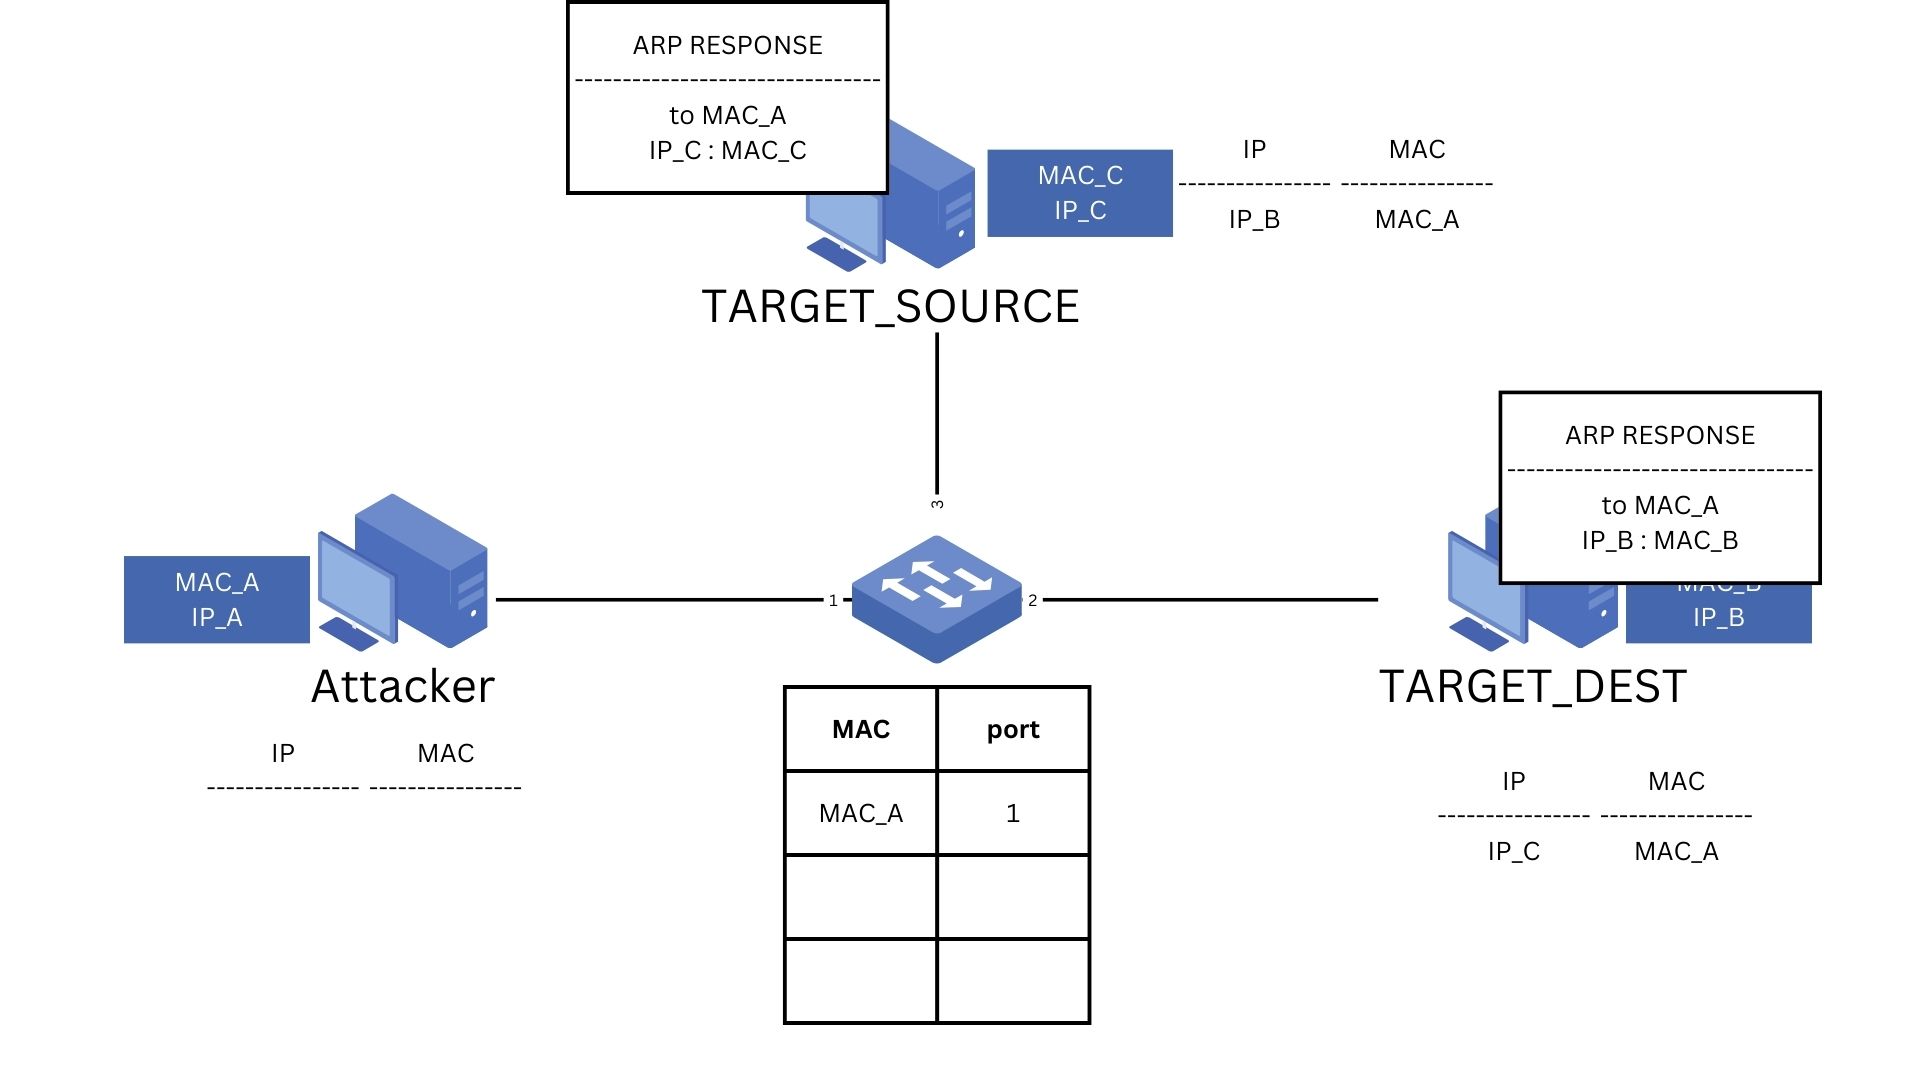 ARP RESPONSE
--------------------------------
to MAC_A
IP_C : MAC_C
MAC_C
IP_C
IP MAC
---------------- ----------------
IP_B MAC_A
TARGET_SOURCE
3
ARP RESPONSE
--------------------------------
to MAC_A
IP_B : MAC_B
MAC_A
IP_A
1
2
MAC_B
IP_B
Attacker
TARGET_DEST
IP MAC
---------------- ----------------
MAC port
MAC_A 1
IP MAC
---------------- ----------------
IP_C MAC_A